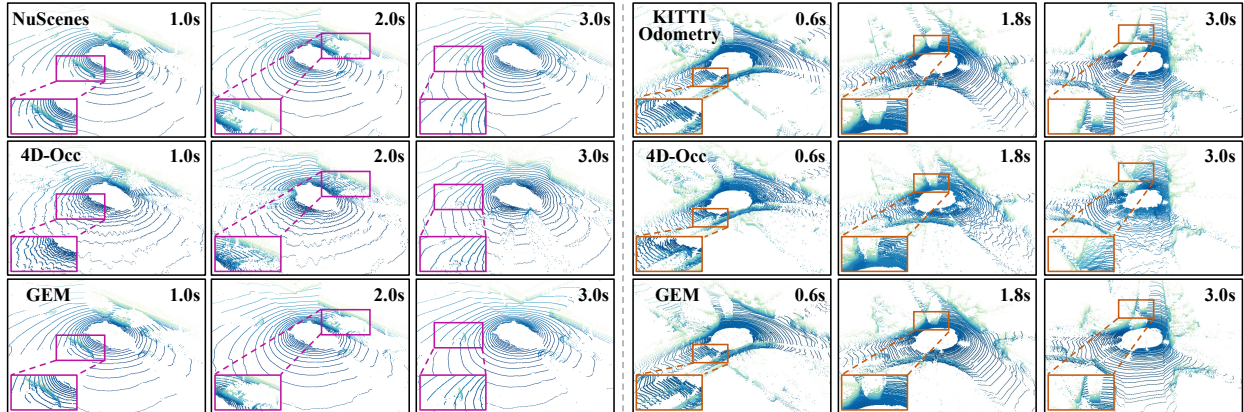 NuScenes 1.0s 2.0s 3.0s KITTI 0.6s 1.8s 3.0s
Odometry
4D-Occ 1.0s 2.0s 3.0s 4D-Occ 0.6s 1.8s 3.0s
GEM 1.0s 2.0s 3.0s GEM 0.6s 1.8s 3.0s